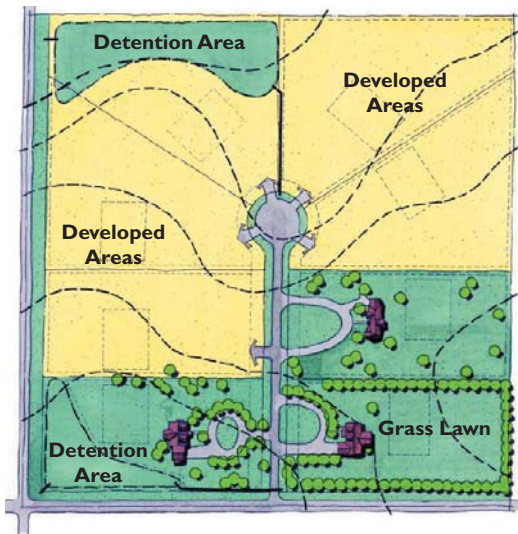 Detention Area
Developed
Areas
Developed
Areas
Grass Lawn
Detention
Area